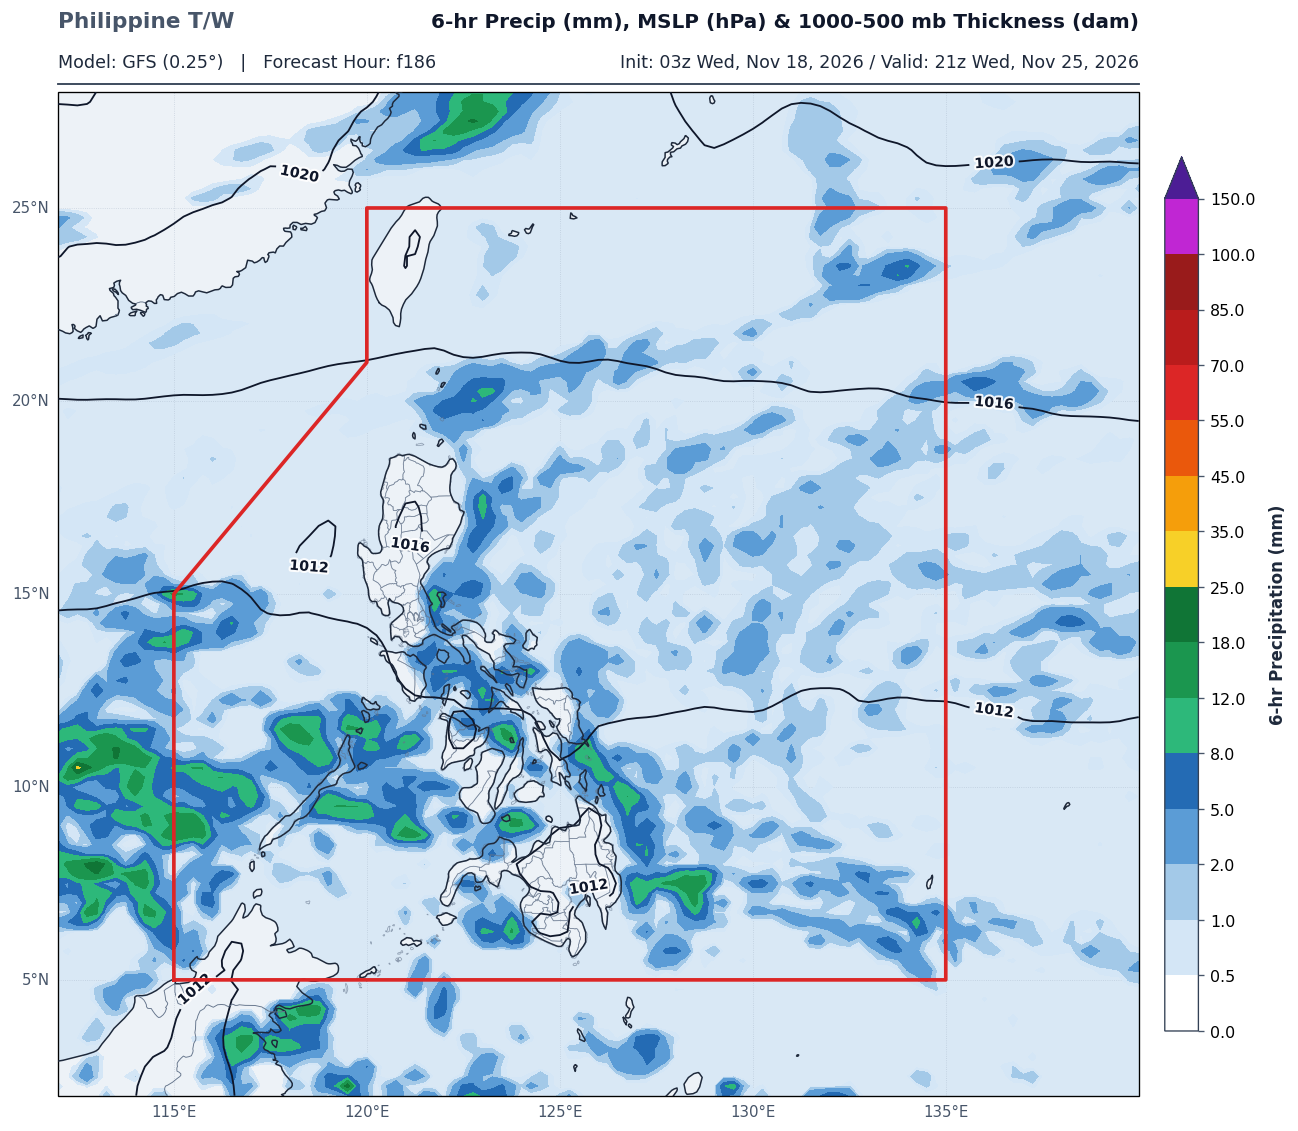 Philippine T/W
6-hr Precip (mm), MSLP (hPa) & 1000-500 mb Thickness (dam)
Model: GFS (0.25°) | Forecast Hour: f186
Init: 03z Wed, Nov 18, 2026 / Valid: 21z Wed, Nov 25, 2026
1020
1020
25°N
150.0
100.0
85.0
70.0
20°N
1016
55.0
45.0
1016
35.0
1012
15°N
25.0
18.0
1012
12.0
8.0
10°N
5.0
2.0
1012
1.0
5°N
1012
0.5
0.0
6-hr Precipitation (mm)
115°E
120°E
125°E
130°E
135°E